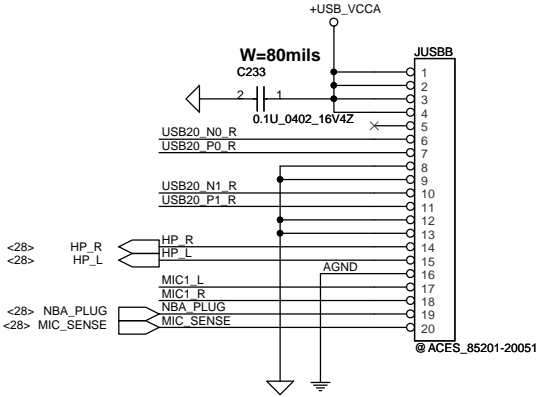 +USB_VCCA
W=80mils
JUSBB
C233
2 1
0.1U_0402_16V4Z
1
2
3
4
5
USB20_N0_R 6
USB20_P0_R 7
8
9
USB20_N1_R 10
USB20_P1_R 11
12
13
<28> HP_R HP_R 14
<28> HP_L HP_L 15
AGND 16
MIC1_L 17
MIC1_R 18
<28> NBA_PLUG NBA_PLUG 19
<28> MIC_SENSE MIC_SENSE 20
@ ACES_85201-20051